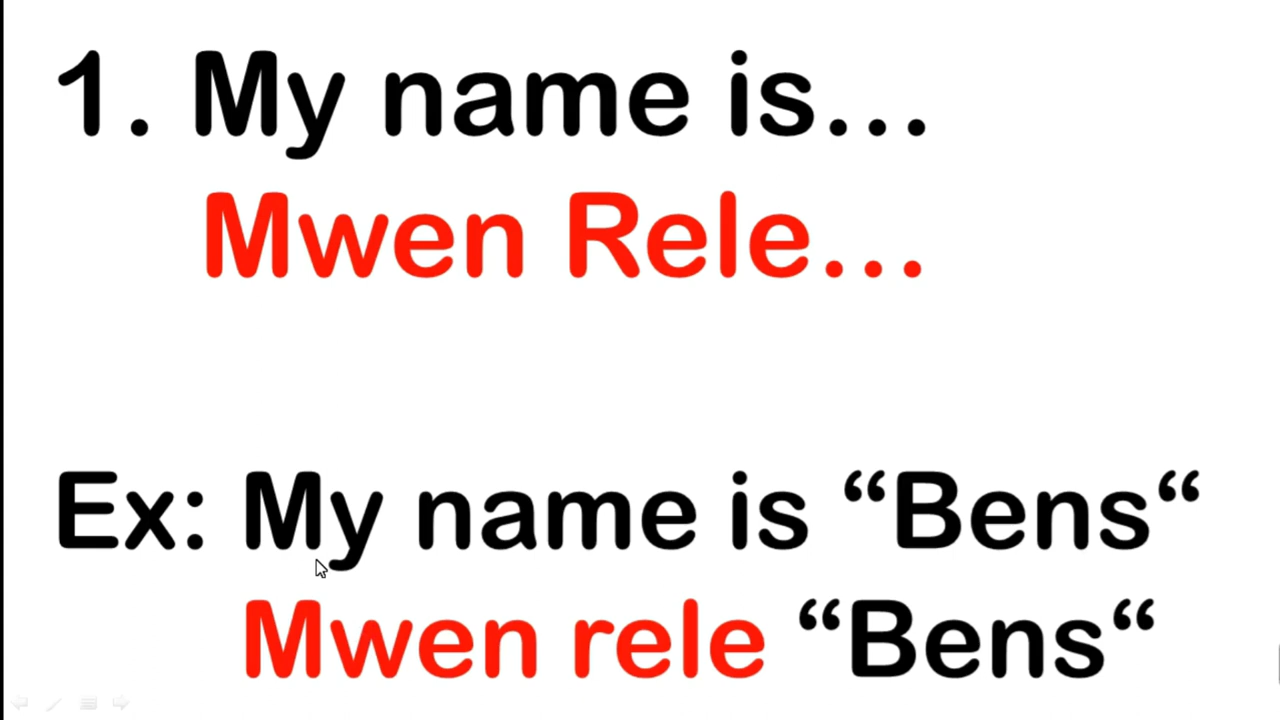 1. My name is...
Mwen Rele...
Ex: My name is “Bens“
Mwen rele “Bens“